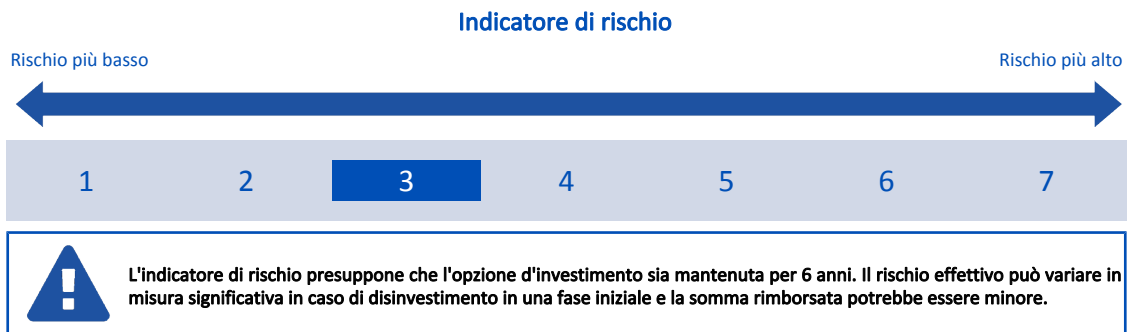 Indicatore di rischio
Rischio più basso Rischio più alto
1 2 3 4 5 6 7
L'indicatore di rischio presuppone che l'opzione d'investimento sia mantenuta per 6 anni. Il rischio effettivo può variare in
misura significativa in caso di disinvestimento in una fase iniziale e la somma rimborsata potrebbe essere minore.